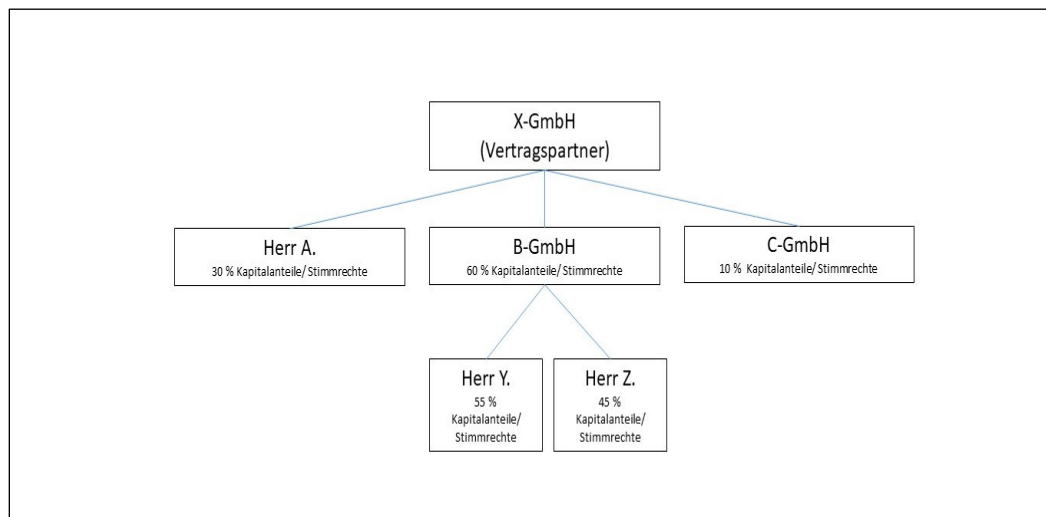 X-GmbH
(Vertragspartner)
Herr A.
30 % Kapitalanteile/ Stimmrechte
B-GmbH
60 % Kapitalanteile/ Stimmrechte
C-GmbH
10 % Kapitalanteile/ Stimmrechte
Herr Y.
55 %
Kapitalanteile/
Stimmrechte
Herr Z.
45 %
Kapitalanteile/
Stimmrechte